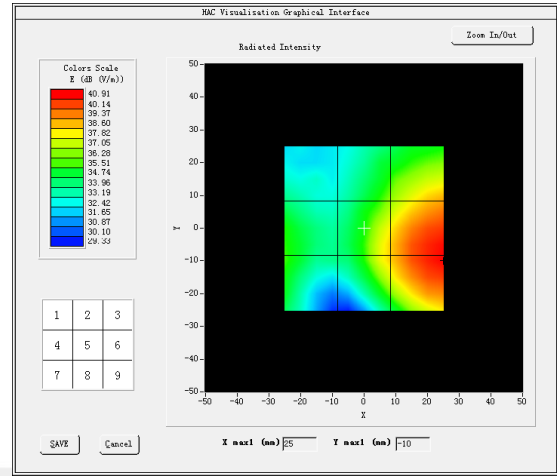 HAC Visualisation Graphical Interface
Zoom In/Out
Radiated Intensity
Colors Scale
E (dB (V/m))
40.91
40.14
39.37
38.60
37.82
37.05
36.28
35.51
34.74
33.96
33.19
32.42
31.65
30.87
30.10
29.33
50
40
30
20
10
0
-10
-20
-30
-40
-50
Y
-50 -40 -30 -20 -10 0 10 20 30 40 50
X
1 2 3
4 5 6
7 8 9
SAVE Cancel
X max1 (mm) 25 Y max1 (mm) -10